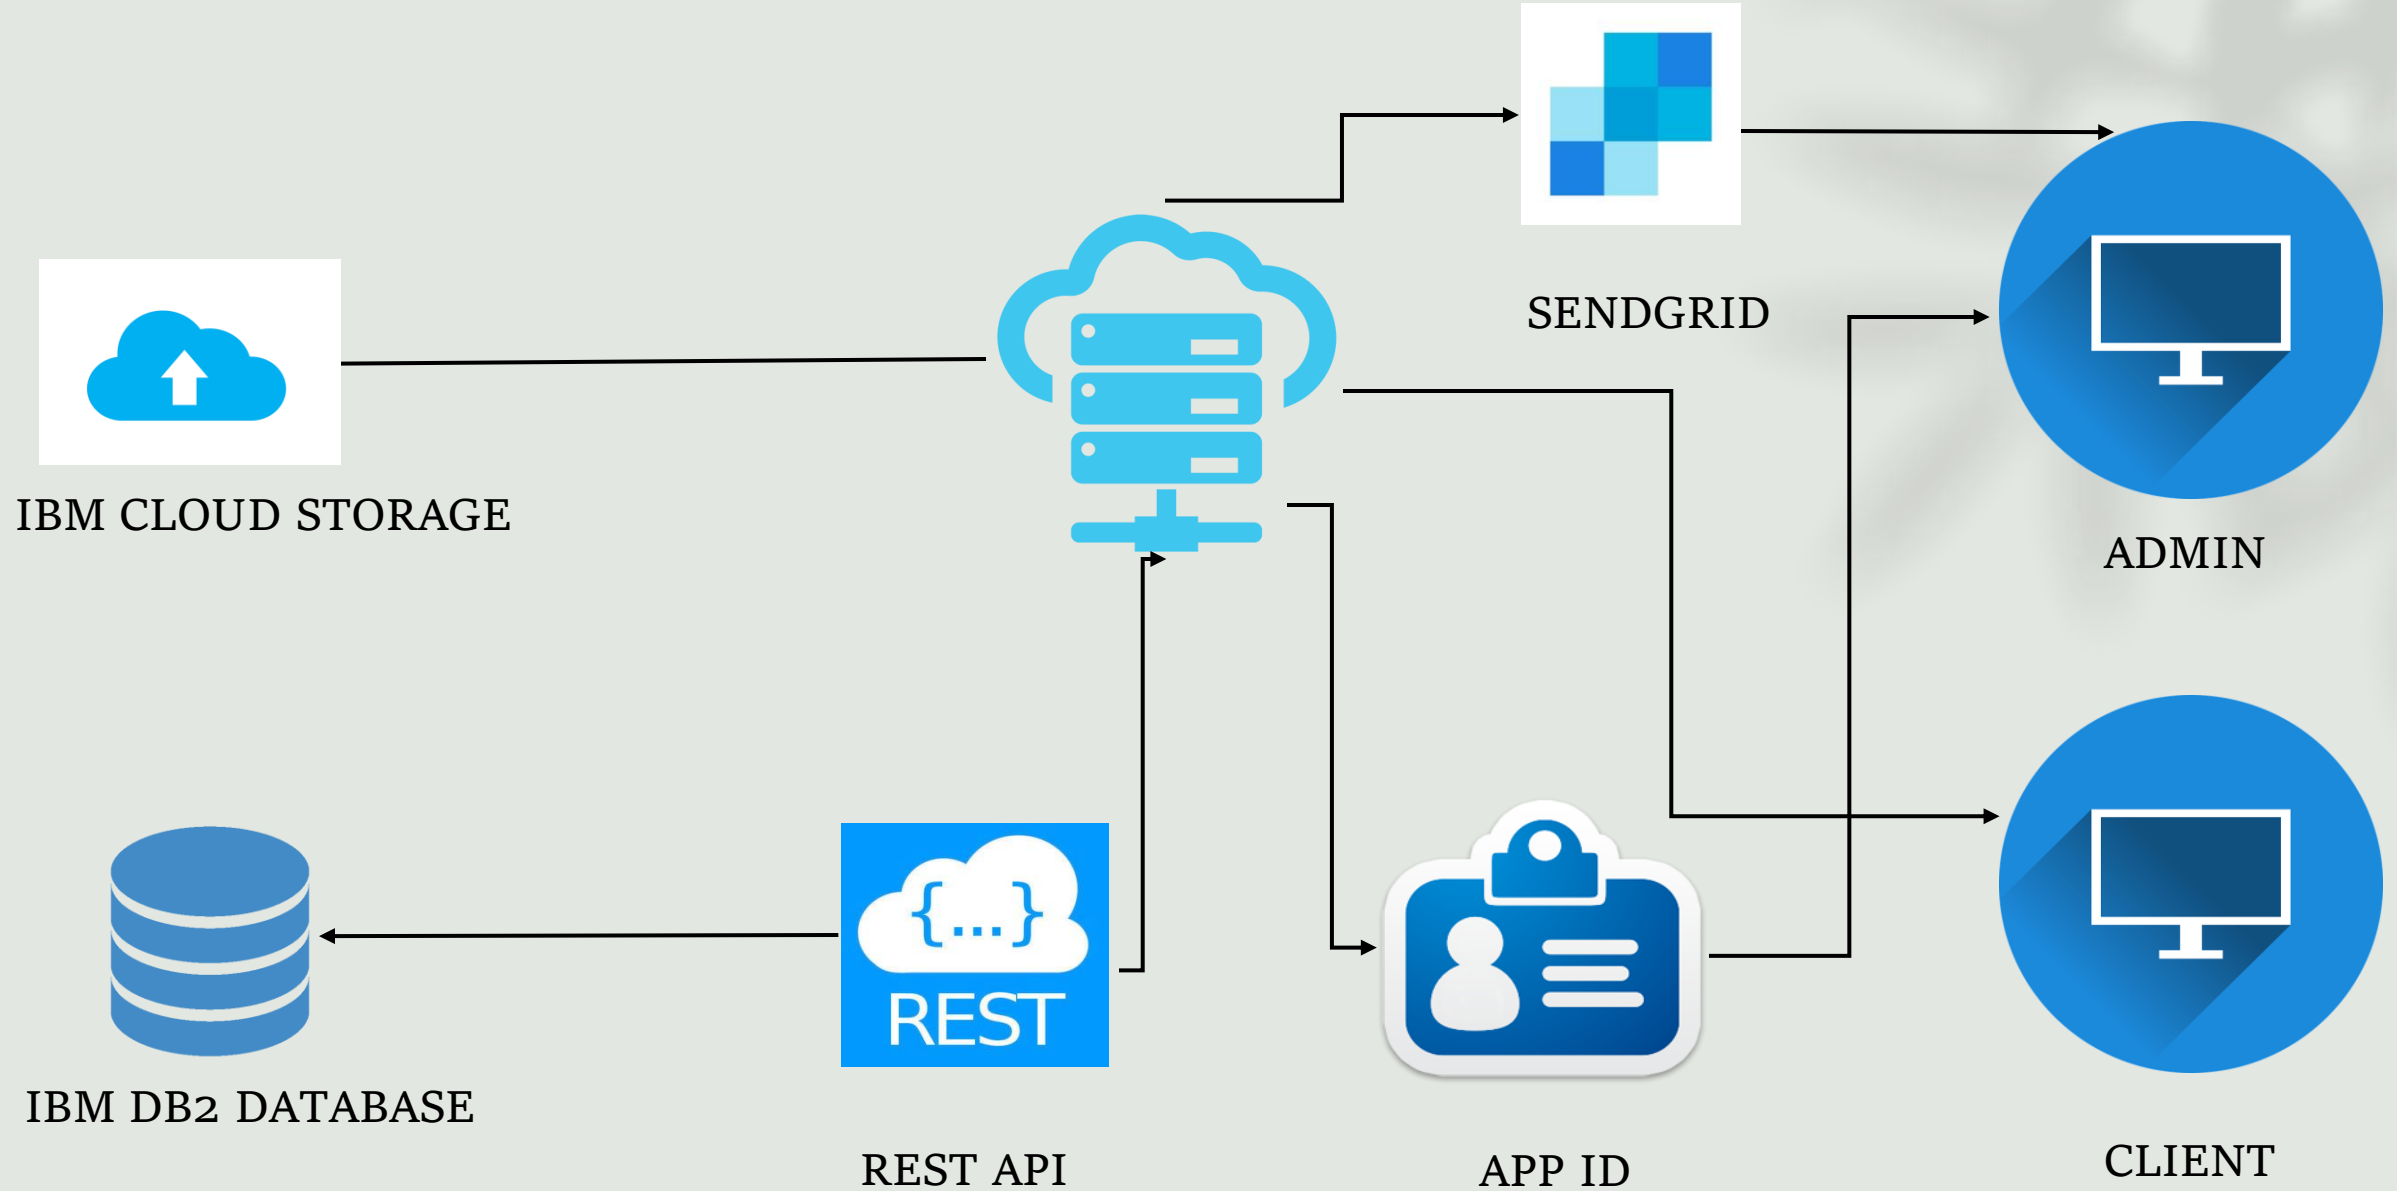 SENDGRID
IBM CLOUD STORAGE
ADMIN
{...}
REST
IBM DB2 DATABASE
REST API
APP ID
CLIENT